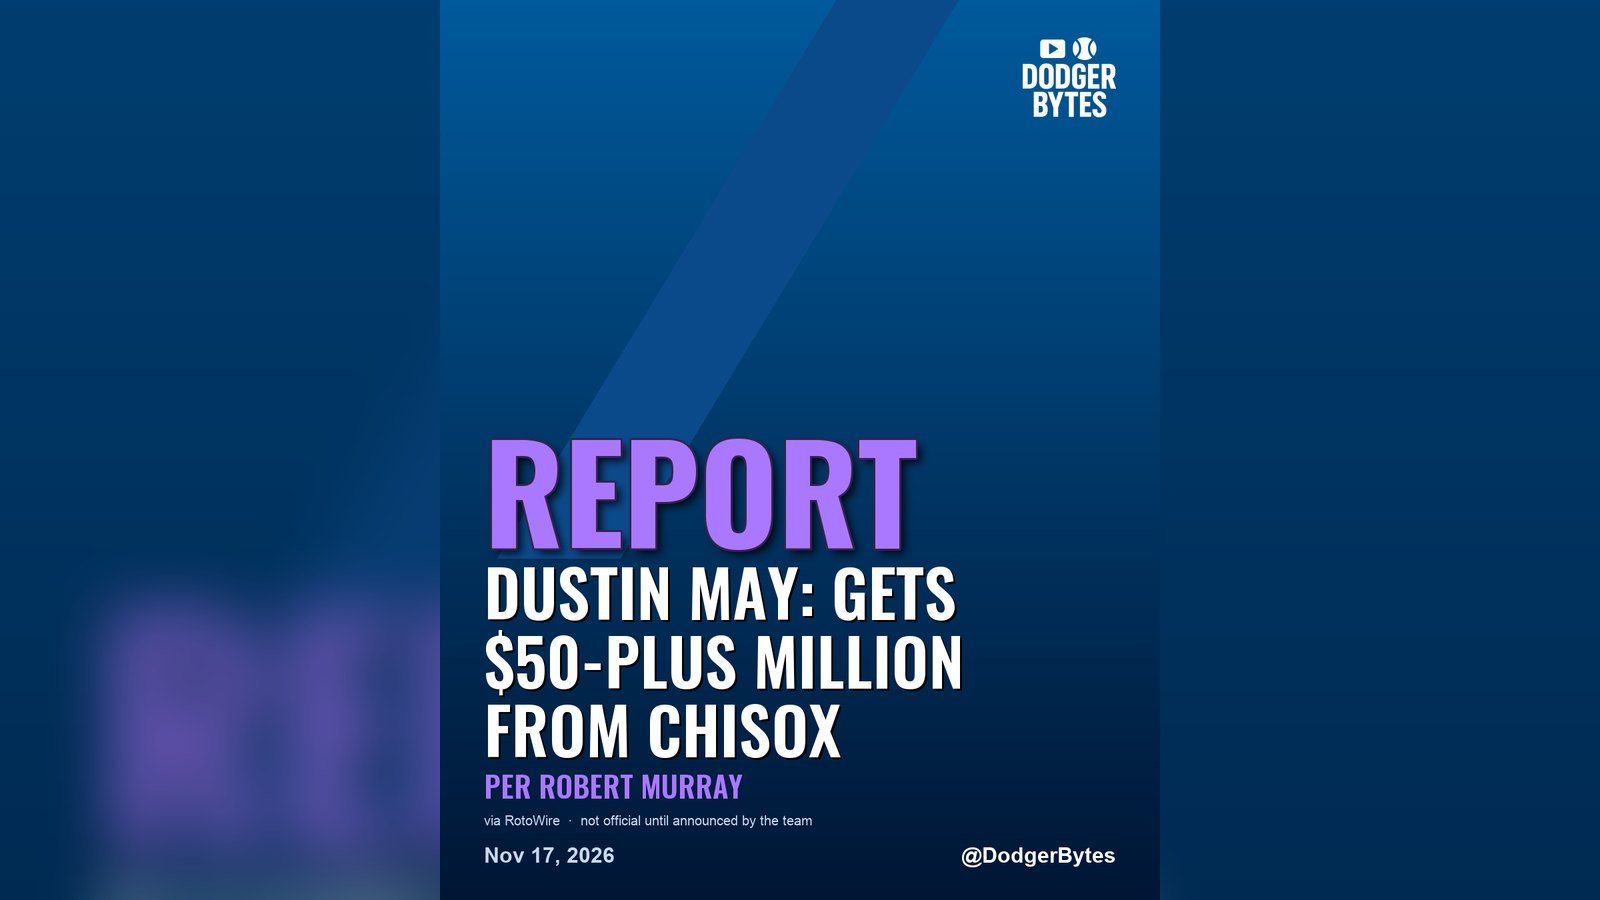 DODGER
BYTES
REPORT
DUSTIN MAY: GETS
$50-PLUS MILLION
FROM CHISOX
PER ROBERT MURRAY
via RotoWire · not official until announced by the team
Nov 17, 2026
@DodgerBytes